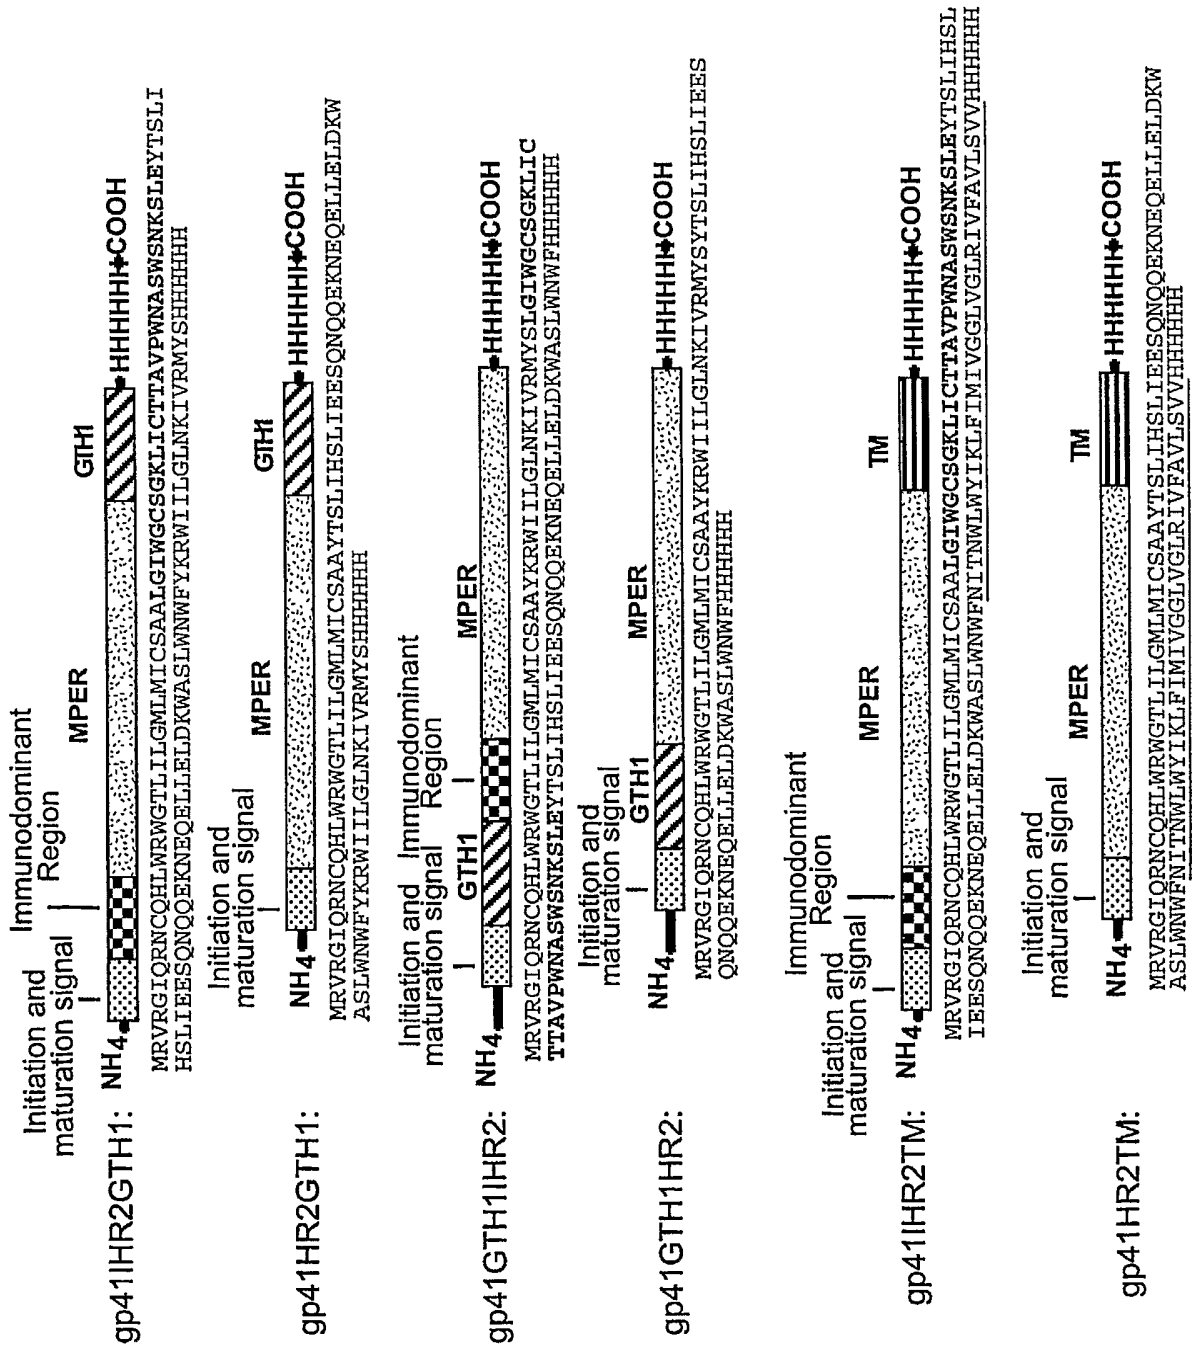 Initiation and
maturation signal
Immunodominant
Region
MPER
GTH1
gp41IHR2GTH1:
NH4
HHHHHH COOH
MRVRGIQRNCQHLWRWGTLILGMLMICSAALGIWGCSGKLICTTAVPWNASWSNKSLEYTSLI
HSLIEESQNQQEKNEQELLELDKWASLWNWFYKRWIILGLNKIVRMYSHHHHHH
Initiation and
maturation signal
MPER
GTH1
gp41HR2GTH1:
NH4
HHHHHH COOH
MRVRGIQRNCQHLWRWGTLILGMLMICSAAYTSLIHSLIEESQNQQEKNEQELLELDKW
ASLWNWFYKRWIILGLNKIVRMYSHHHHHH
Initiation and
maturation signal
GTH1
Immunodominant
Region
MPER
gp41GTH1IHR2:
NH4
HHHHHH COOH
MRVRGIQRNCQHLWRWGTLILGMLMICSAAYKRWIILGLNKIVRMYSLGIWGCSGKLIC
TTAVPWNASWSNKSLEYTSLIHSLIEESQNQQEKNEQELLELDKWASLWNWFHHHHHH
Initiation and
maturation signal
GTH1
MPER
gp41GTH1HR2:
NH4
HHHHHH COOH
MRVRGIQRNCQHLWRWGTLILGMLMICSAAYKRWIILGLNKIVRMYSYTSLIHSLIHSLIEES
QNQQEKNEQELLELDKWASLWNWFHHHHHH
Initiation and
maturation signal
Immunodominant
Region
MPER
TM
gp41IHR2TM:
NH4
HHHHHH COOH
MRVRGIQRNCQHLWRWGTLILGMLMICSAALGIWGCSGKLICTTAVPWNASWSNKSLEYTSLIHSL
IEESQNQQEKNEQELLELDKWASLWNWFNITNWLWYIKLFIMIVGGLVGLRIVFAVLSVVHHHHHH
Initiation and
maturation signal
MPER
TM
gp41HR2TM:
NH4
HHHHHH COOH
MRVRGIQRNCQHLWRWGTLILGMLMICSAAYTSLIHSLIEESQNQQEKNEQELLELDKW
ASLWNWFNITNWLWYIKLFIMIVGGLVGLRIVFAVLSVVHHHHHH